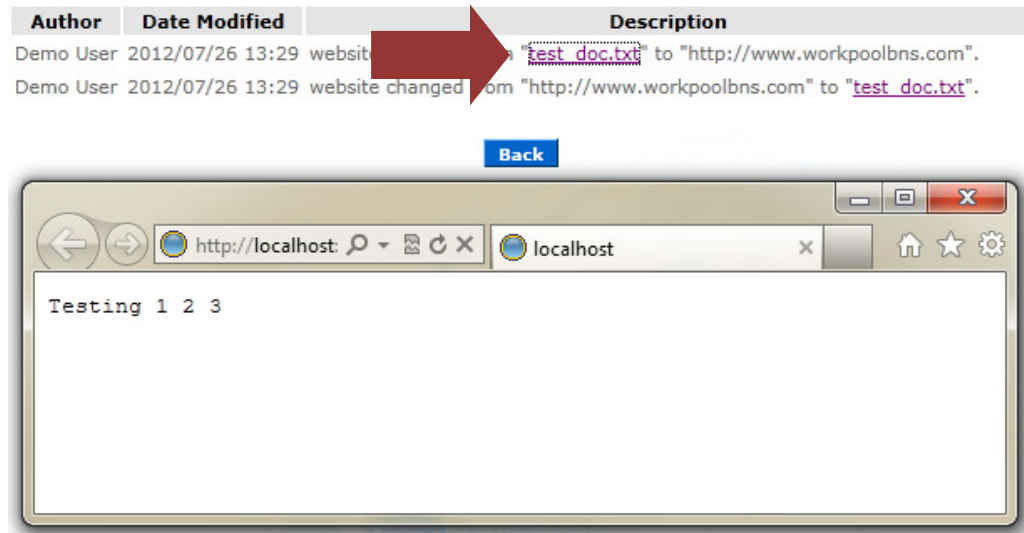 Author Date Modified Description
Demo User 2012/07/26 13:29 website "test_doc.txt" to "http://www.workpoolbns.com".
Demo User 2012/07/26 13:29 website changed "http://www.workpoolbns.com" to "test_doc.txt".
Back
http://localhost: localhost
Testing 1 2 3